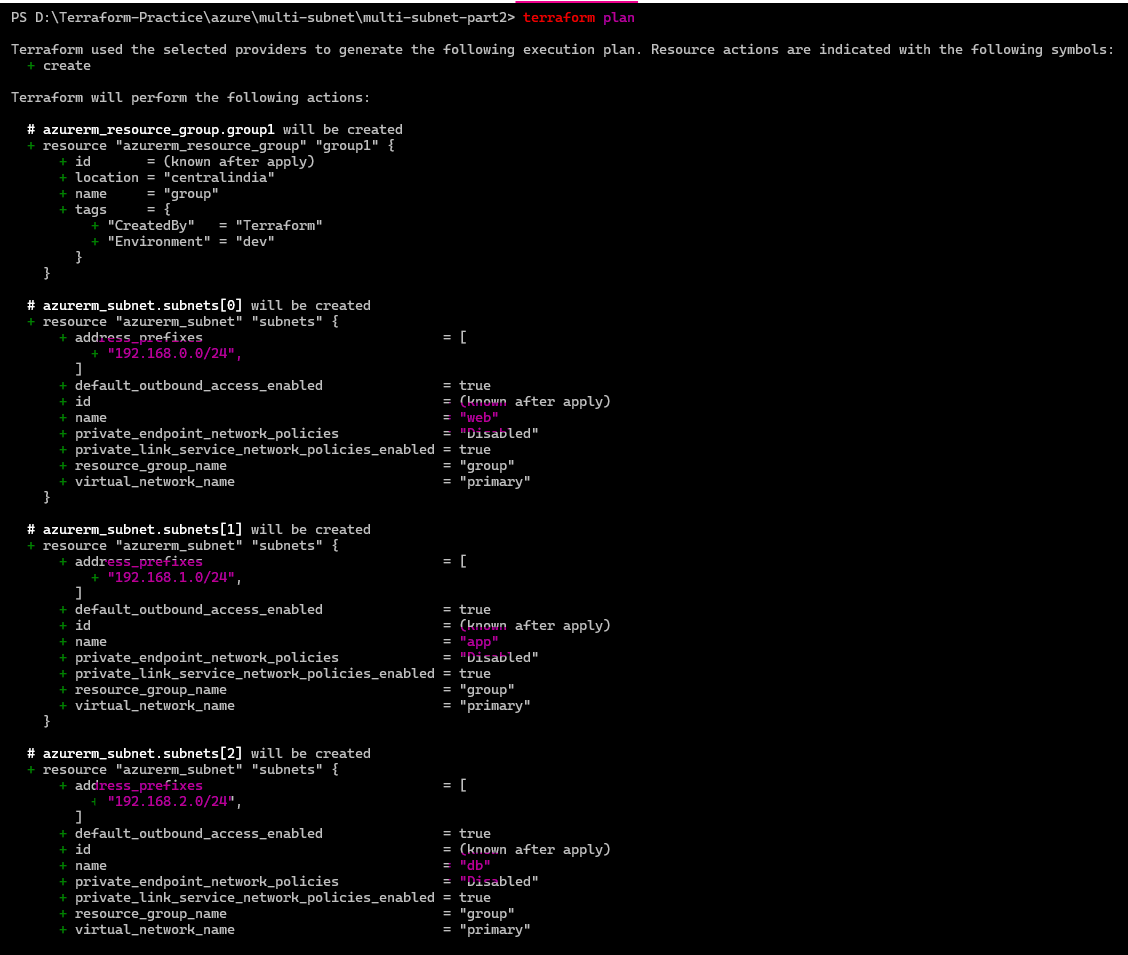 PS D:\Terraform-Practice\azure\multi-subnet\multi-subnet-part2> terraform plan
Terraform used the selected providers to generate the following execution plan. Resource actions are indicated with the following symbols:
  + create
Terraform will perform the following actions:
  # azurerm_resource_group.group1 will be created
  + resource "azurerm_resource_group" "group1" {
      + id       = (known after apply)
      + location = "centralindia"
      + name     = "group"
      + tags     = {
          + "CreatedBy"   = "Terraform"
          + "Environment" = "dev"
        }
    }
  # azurerm_subnet.subnets[0] will be created
  + resource "azurerm_subnet" "subnets" {
      + address_prefixes                              = [
          + "192.168.0.0/24",
        ]
      + default_outbound_access_enabled               = true
      + id                                            = (known after apply)
      + name                                          = "web"
      + private_endpoint_network_policies             = "Disabled"
      + private_link_service_network_policies_enabled = true
      + resource_group_name                           = "group"
      + virtual_network_name                          = "primary"
    }
  # azurerm_subnet.subnets[1] will be created
  + resource "azurerm_subnet" "subnets" {
      + address_prefixes                              = [
          + "192.168.1.0/24",
        ]
      + default_outbound_access_enabled               = true
      + id                                            = (known after apply)
      + name                                          = "app"
      + private_endpoint_network_policies             = "Disabled"
      + private_link_service_network_policies_enabled = true
      + resource_group_name                           = "group"
      + virtual_network_name                          = "primary"
    }
  # azurerm_subnet.subnets[2] will be created
  + resource "azurerm_subnet" "subnets" {
      + address_prefixes                              = [
          + "192.168.2.0/24",
        ]
      + default_outbound_access_enabled               = true
      + id                                            = (known after apply)
      + name                                          = "db"
      + private_endpoint_network_policies             = "Disabled"
      + private_link_service_network_policies_enabled = true
      + resource_group_name                           = "group"
      + virtual_network_name                          = "primary"